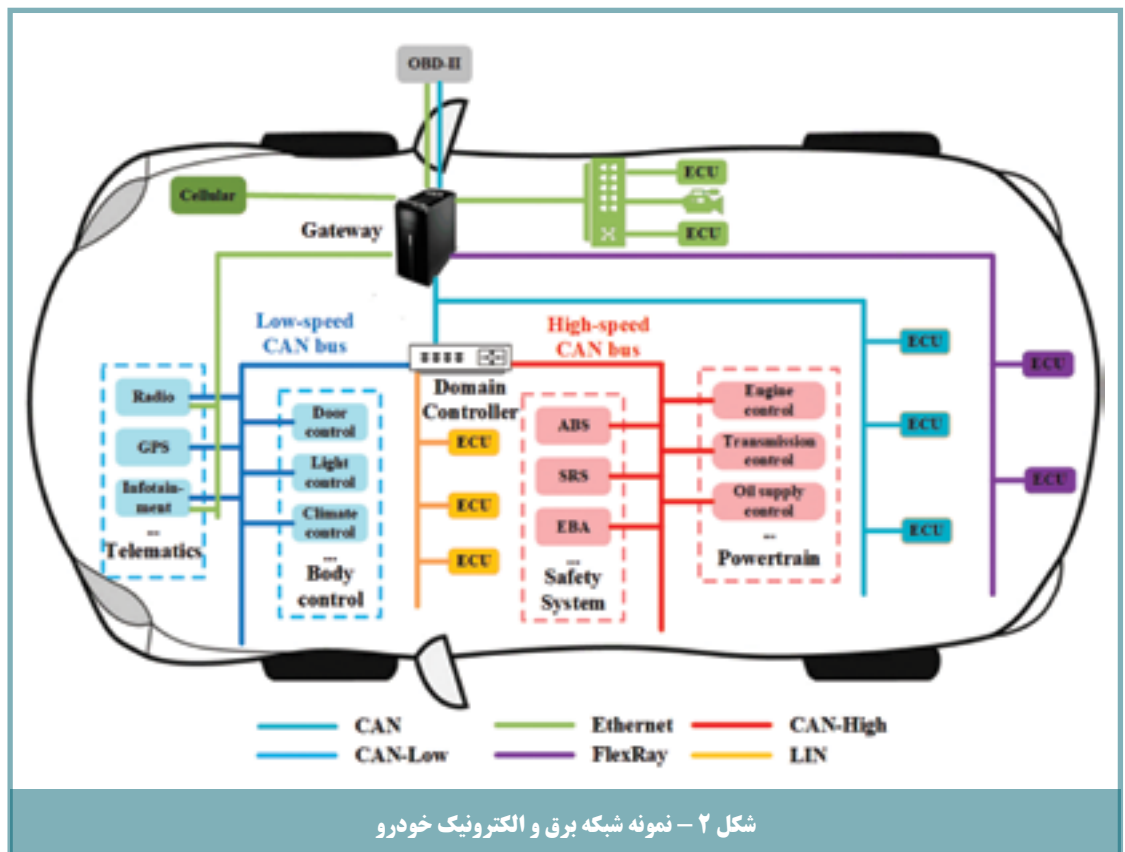 OBD-II
Cellular
Gateway
ECU
ECU
Low-speed
CAN bus
High-speed
CAN bus
Domain
Controller
Radio
GPS
Infotain-
ment
...
Telematics
Door
control
Light
control
Climate
control
...
Body
control
ECU
ECU
ECU
ABS
SRS
EBA
...
Safety
System
Engine
control
Transmission
control
Oil supply
control
...
Powertrain
ECU
ECU
ECU
ECU
ECU
CAN
Ethernet
CAN-High
CAN-Low
FlexRay
LIN
شکل ۲ – نمونه شبکه برق و الکترونیک خودرو